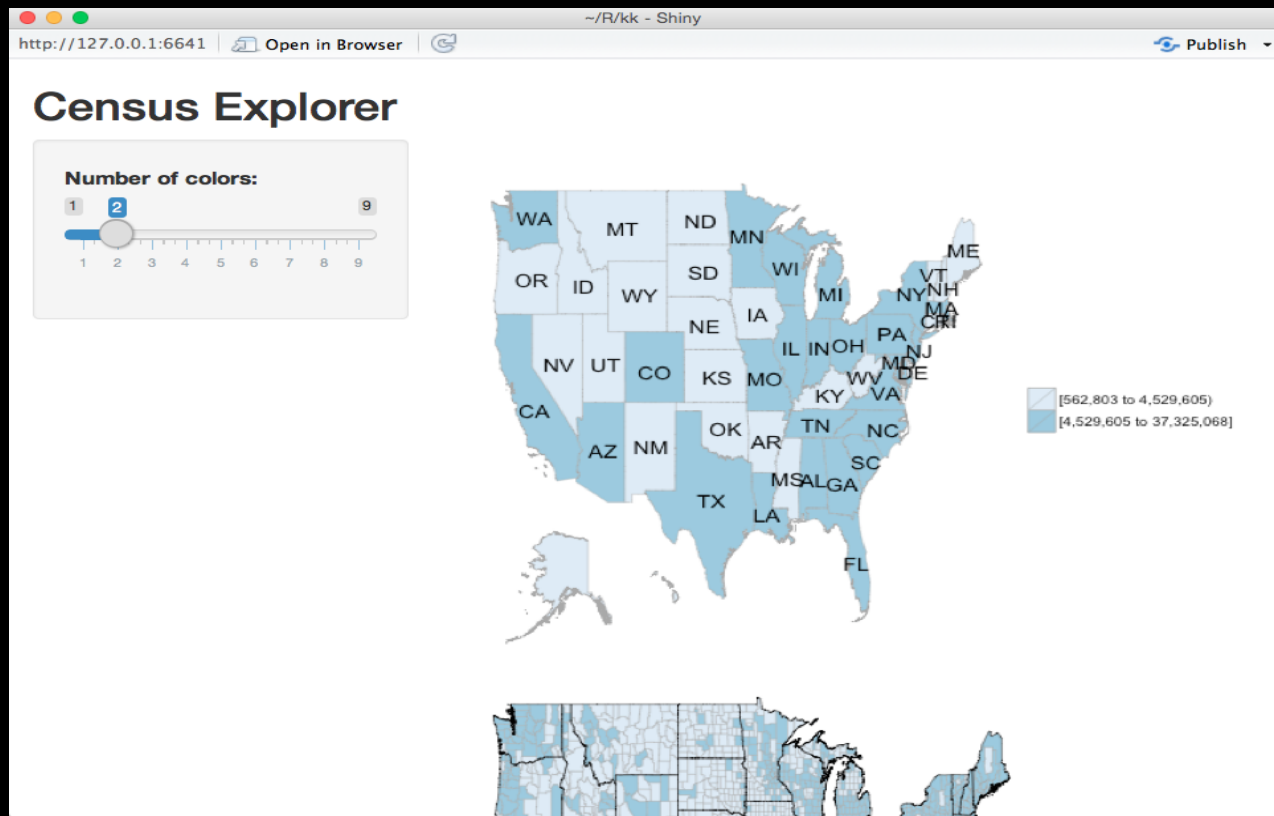 ~/R/kk - Shiny
http://127.0.0.1:6641 Open in Browser Publish
Census Explorer
Number of colors:
1 2 9
1 2 3 4 5 6 7 8 9
WA MT ND MN ME
OR ID WY SD WI MI NY VT NH
MA
NE IA CT RI
NV UT CO KS MO IL IN OH PA NJ
MD DE
CA KY WV VA
AZ NM OK AR TN NC
SC
TX LA MS AL GA
FL
[562,803 to 4,529,605)
[4,529,605 to 37,325,068]